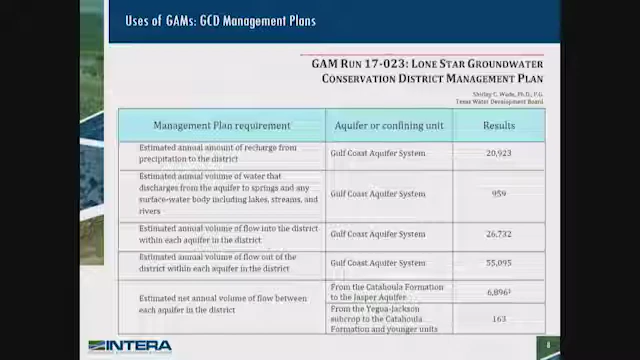 Uses of GAMs: GCD Management Plans
GAM RUN 17-023: LONE STAR GROUNDWATER
CONSERVATION DISTRICT MANAGEMENT PLAN
Shirley C. Wade, Ph.D., P.G.
Texas Water Development Board
Management Plan requirement Aquifer or confining unit Results
Estimated annual amount of recharge from
precipitation to the district
Gulf Coast Aquifer System 20,923
Estimated annual volume of water that
discharges from the aquifer to springs and any
surface-water body including lakes, streams, and
rivers
Gulf Coast Aquifer System 959
Estimated annual volume of flow into the district
within each aquifer in the district
Gulf Coast Aquifer System 26,732
Estimated annual volume of flow out of the
district within each aquifer in the district
Gulf Coast Aquifer System 55,095
Estimated net annual volume of flow between
each aquifer in the district
From the Catahoula Formation
to the Jasper Aquifer
6,896
From the Yegua-Jackson
subcrop to the Catahoula
Formation and younger units
163
INTERA
8